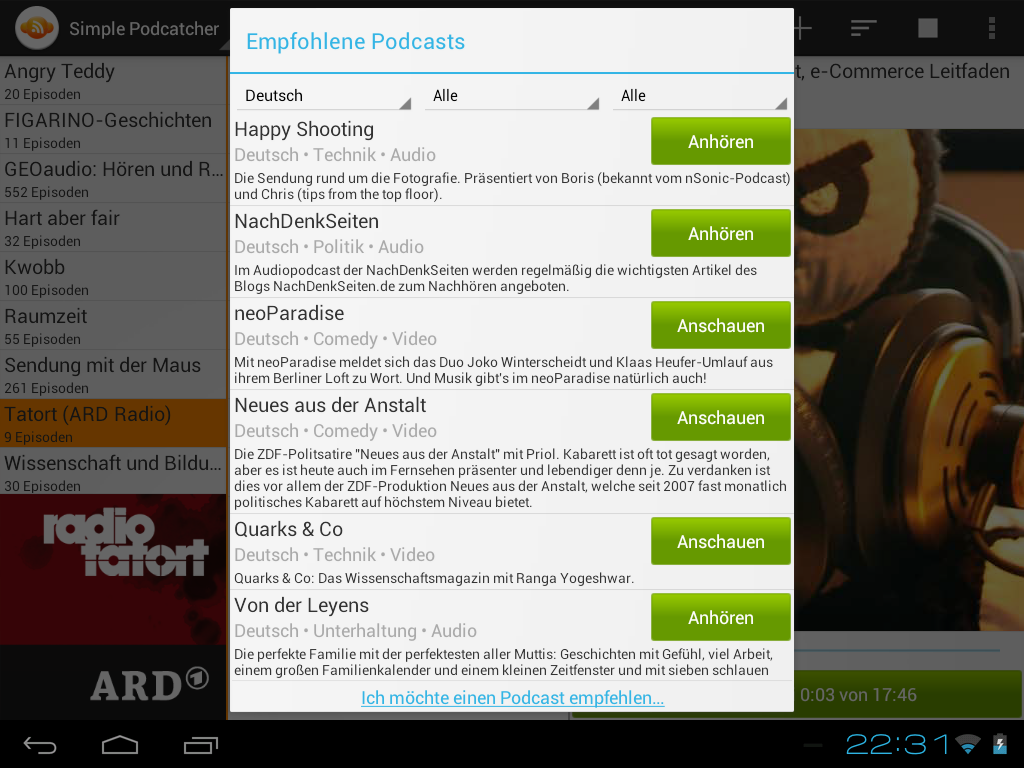 Simple Podcatcher
Angry Teddy
20 Episoden
FIGARINO-Geschichten
11 Episoden
GEOaudio: Hören und R...
552 Episoden
Hart aber fair
32 Episoden
Kwobb
100 Episoden
Raumzeit
55 Episoden
Sendung mit der Maus
261 Episoden
Tatort (ARD Radio)
9 Episoden
Wissenschaft und Bildu...
30 Episoden
radio
tatort
ARD 1
Empfohlene Podcasts
Deutsch Alle Alle
Happy Shooting
Deutsch • Technik • Audio
Anhören
Die Sendung rund um die Fotografie. Präsentiert von Boris (bekannt vom nSonic-Podcast)
und Chris (tips from the top floor).
NachDenkSeiten
Deutsch • Politik • Audio
Anhören
Im Audiopodcast der NachDenkSeiten werden regelmäßig die wichtigsten Artikel des
Blogs NachDenkSeiten.de zum Nachhören angeboten.
neoParadise
Deutsch • Comedy • Video
Anschauen
Mit neoParadise meldet sich das Duo Joko Winterscheidt und Klaas Heufer-Umlauf aus
ihrem Berliner Loft zu Wort. Und Musik gibt's im neoParadise natürlich auch!
Neues aus der Anstalt
Deutsch • Comedy • Video
Anschauen
Die ZDF-Politsatire "Neues aus der Anstalt" mit Priol. Kabarett ist oft tot gesagt worden,
aber es ist heute auch im Fernsehen präsenter und lebendiger denn je. Zu verdanken ist
dies vor allem der ZDF-Produktion Neues aus der Anstalt, welche seit 2007 fast monatlich
politisches Kabarett auf höchstem Niveau bietet.
Quarks & Co
Deutsch • Technik • Video
Anschauen
Quarks & Co: Das Wissenschaftsmagazin mit Ranga Yogeshwar.
Von der Leyens
Deutsch • Unterhaltung • Audio
Anhören
Die perfekte Familie mit der perfektesten aller Muttis: Geschichten mit Gefühl, viel Arbeit,
einem großen Familienkalender und einem kleinen Zeitfenster und mit sieben schlauen
Ich möchte einen Podcast empfehlen...
t, e-Commerce Leitfaden
0:03 von 17:46
22:31